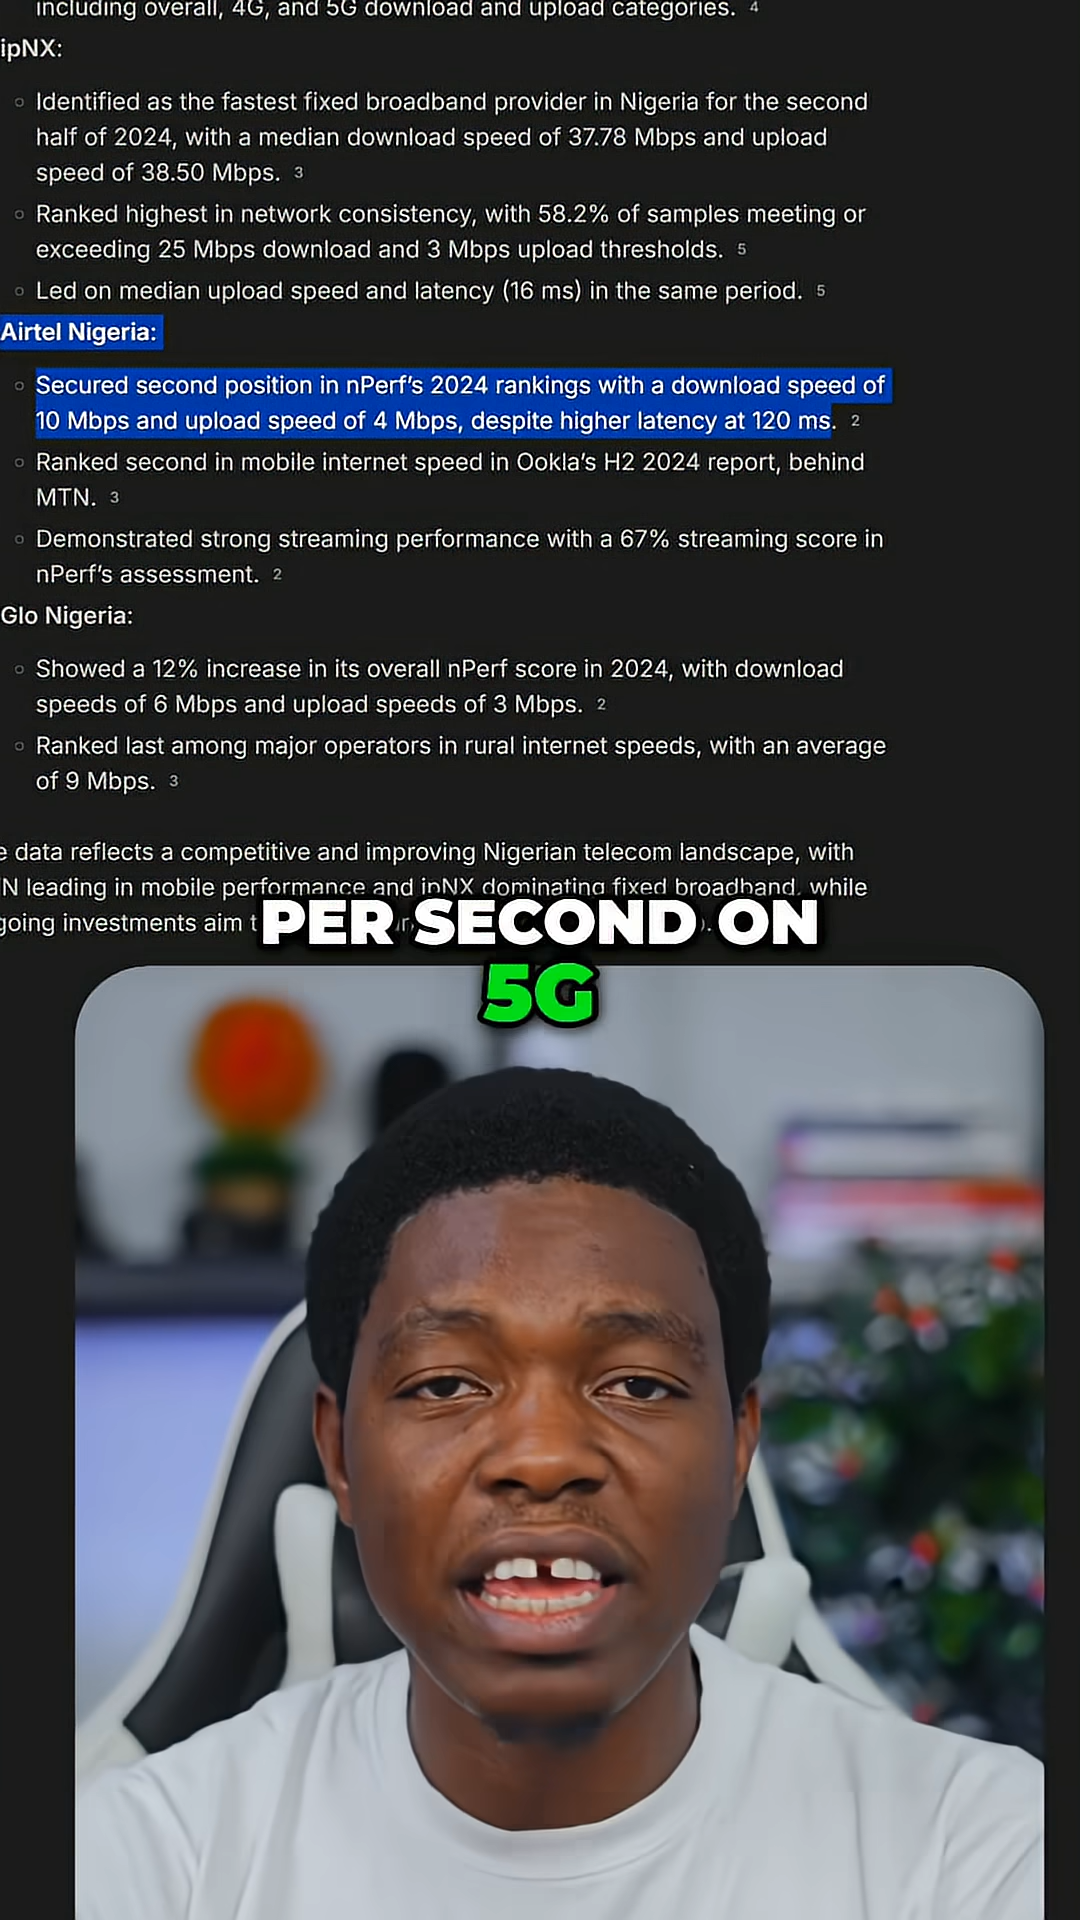 including overall, 4G, and 5G download and upload categories. 4
ipNX:
Identified as the fastest fixed broadband provider in Nigeria for the second
half of 2024, with a median download speed of 37.78 Mbps and upload
speed of 38.50 Mbps. 3
Ranked highest in network consistency, with 58.2% of samples meeting or
exceeding 25 Mbps download and 3 Mbps upload thresholds. 5
Led on median upload speed and latency (16 ms) in the same period. 5
Airtel Nigeria:
Secured second position in nPerf’s 2024 rankings with a download speed of
10 Mbps and upload speed of 4 Mbps, despite higher latency at 120 ms. 2
Ranked second in mobile internet speed in Ookla’s H2 2024 report, behind
MTN. 3
Demonstrated strong streaming performance with a 67% streaming score in
nPerf’s assessment. 2
Glo Nigeria:
Showed a 12% increase in its overall nPerf score in 2024, with download
speeds of 6 Mbps and upload speeds of 3 Mbps. 2
Ranked last among major operators in rural internet speeds, with an average
of 9 Mbps. 3
e data reflects a competitive and improving Nigerian telecom landscape, with
N leading in mobile performance and ipNX dominating fixed broadband, while
going investments aim
PER SECOND ON
5G